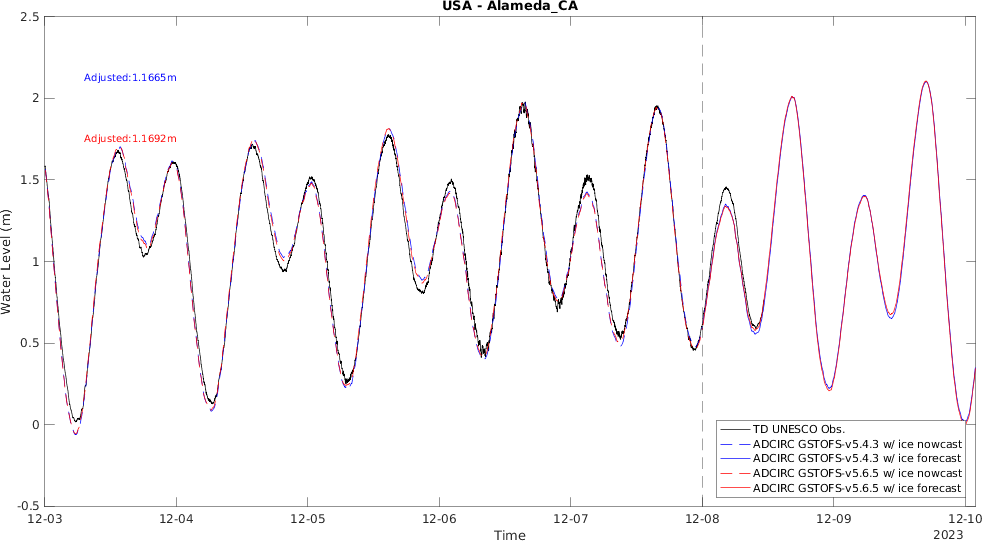 USA - Alameda_CA
2.5
Adjusted:1.1665m
2
Adjusted:1.1692m
1.5
1
0.5
0
-0.5
Water Level (m)
TD UNESCO Obs.
ADCIRC GSTOFS-v5.4.3 w/ ice nowcast
ADCIRC GSTOFS-v5.4.3 w/ ice forecast
ADCIRC GSTOFS-v5.6.5 w/ ice nowcast
ADCIRC GSTOFS-v5.6.5 w/ ice forecast
12-03 12-04 12-05 12-06 12-07 12-08 12-09 12-10
Time
2023